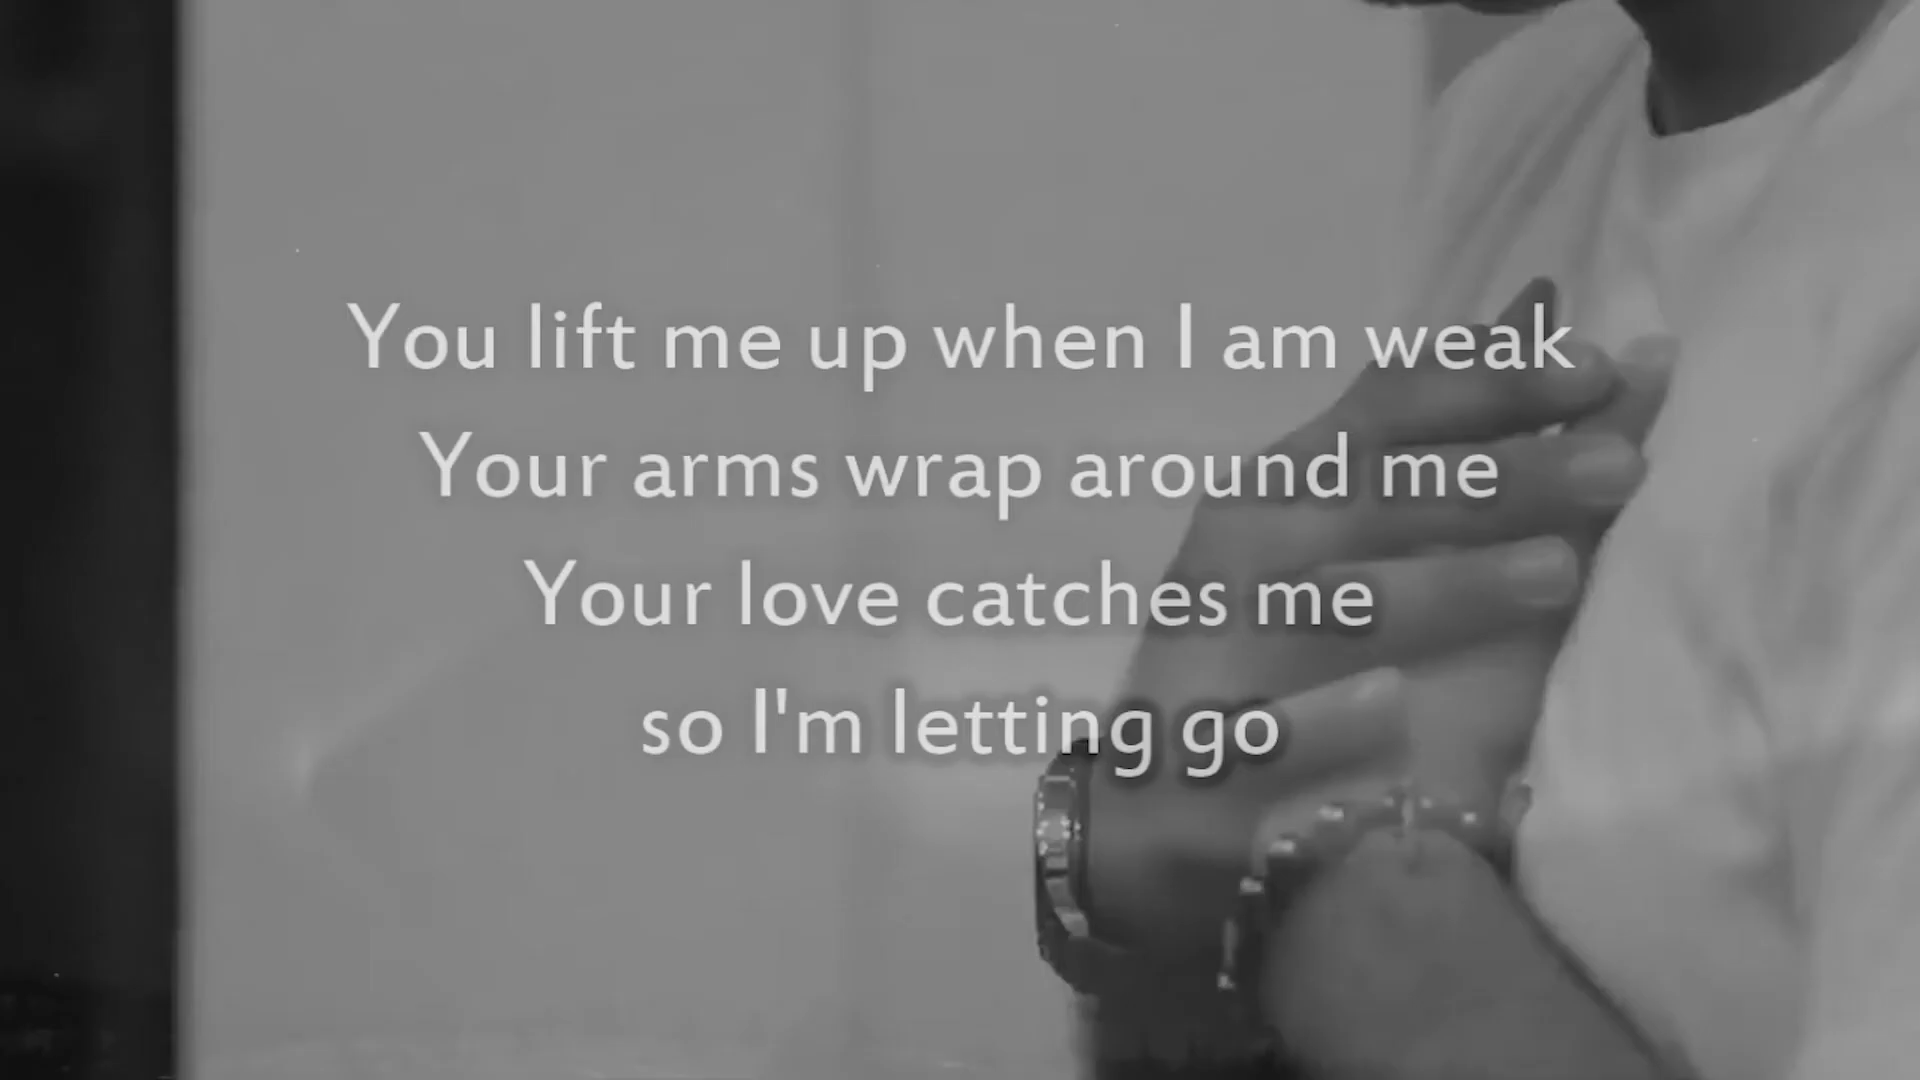 You lift me up when I am weak
Your arms wrap around me
Your love catches me
so I'm letting go